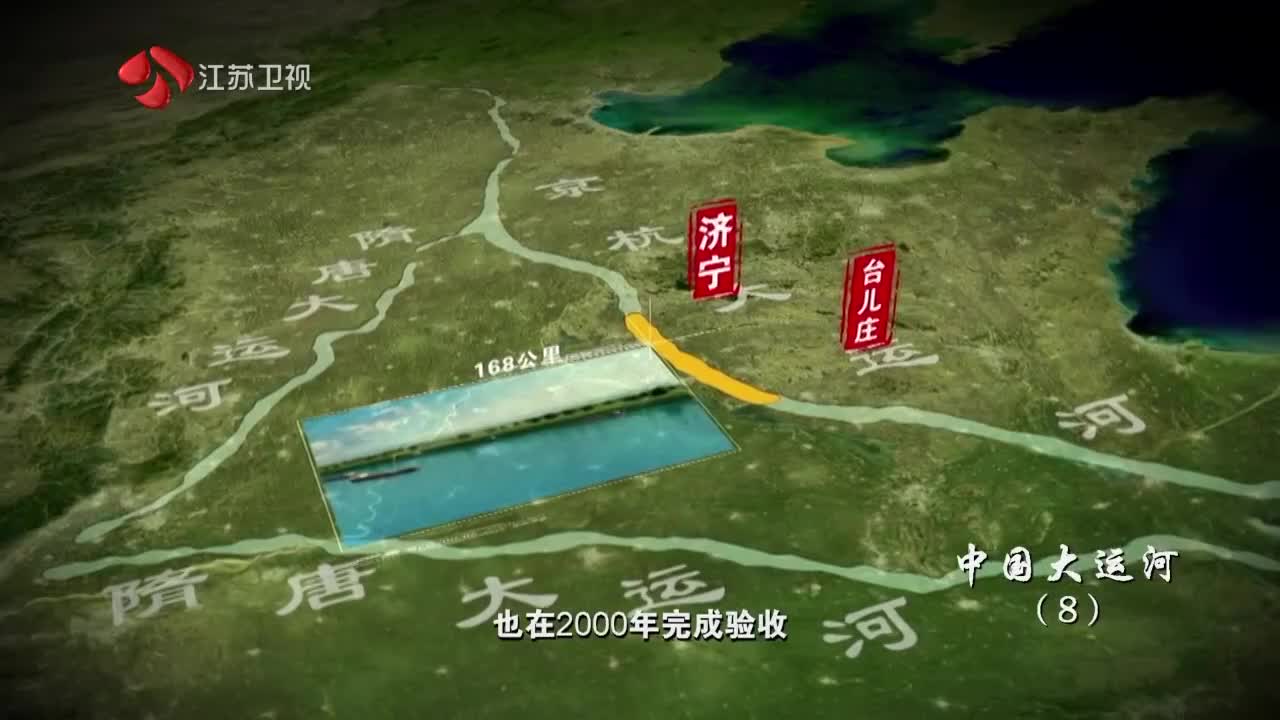 江苏卫视
京杭大运河
隋唐大运河
济宁
台儿庄
168公里
隋唐大运河
中国大运河
（8）
也在2000年完成验收